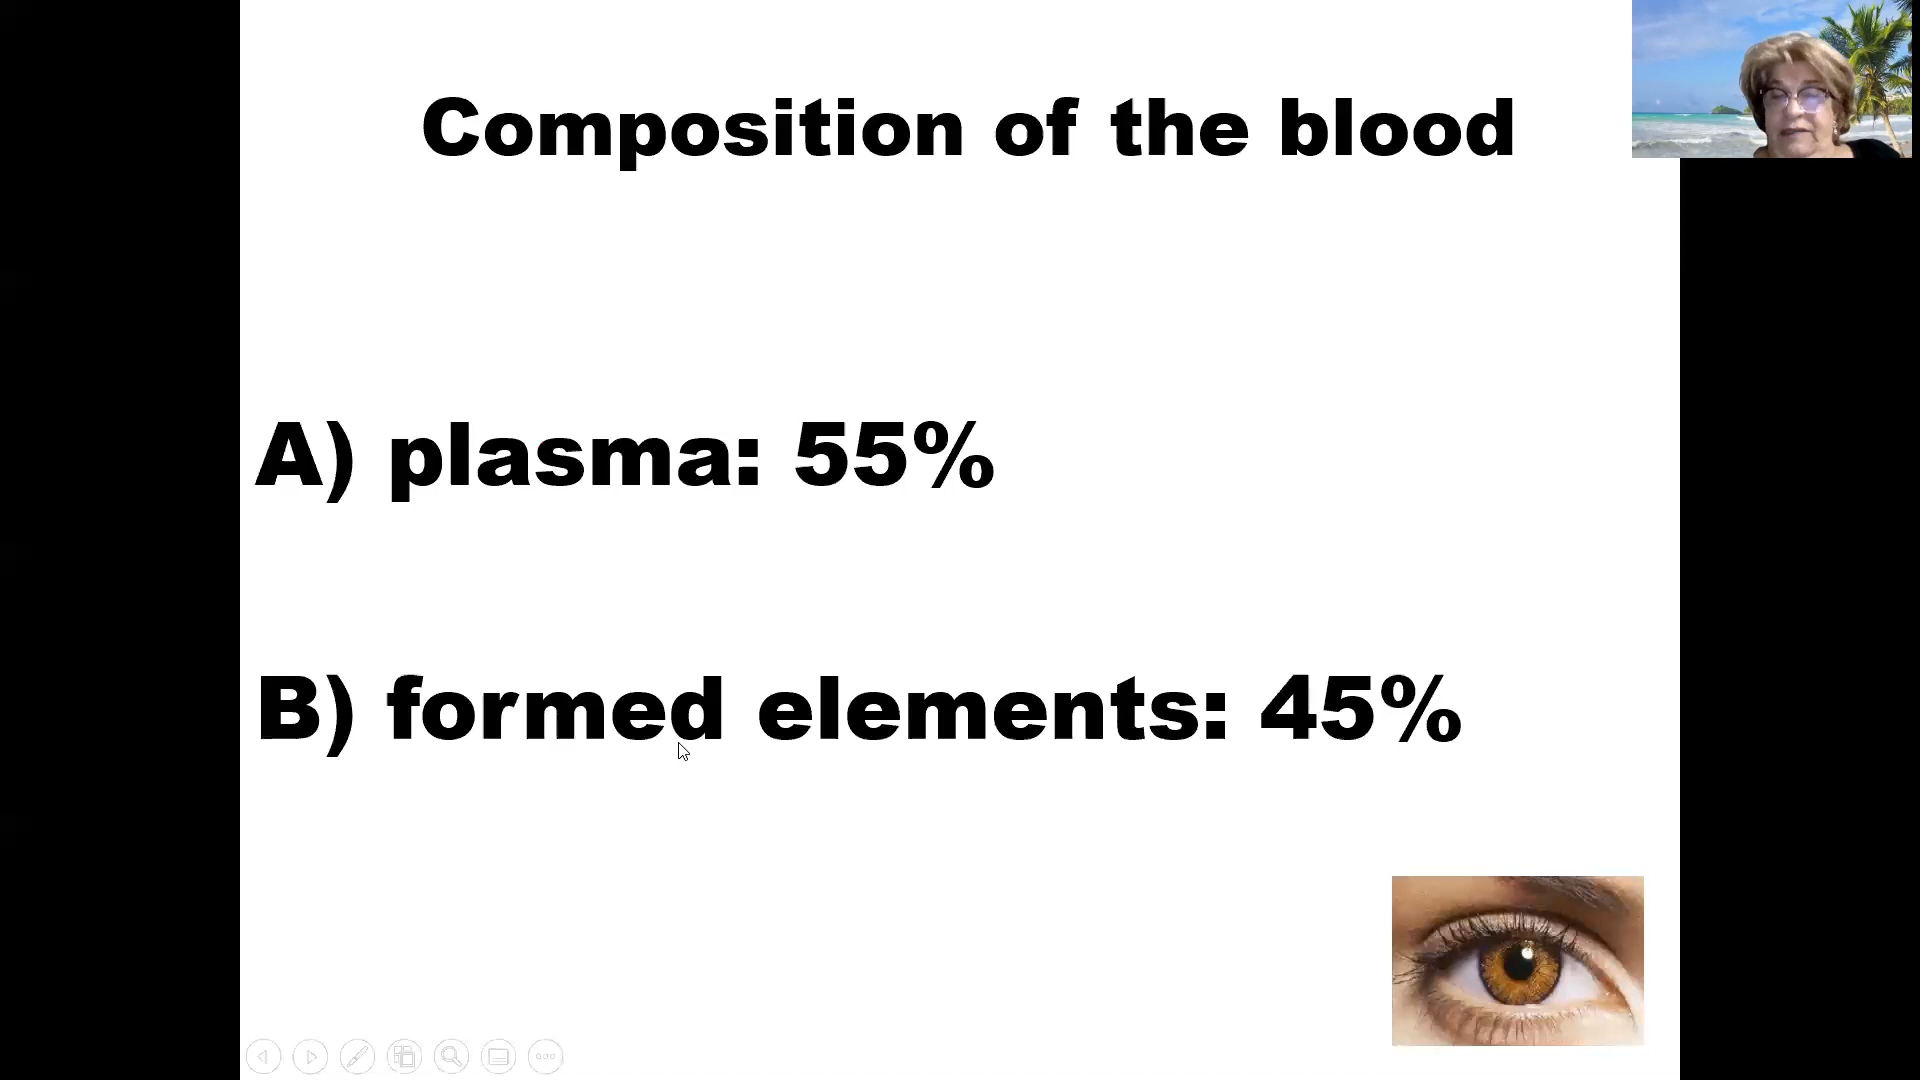 Composition of the blood
A) plasma: 55%
B) formed elements: 45%